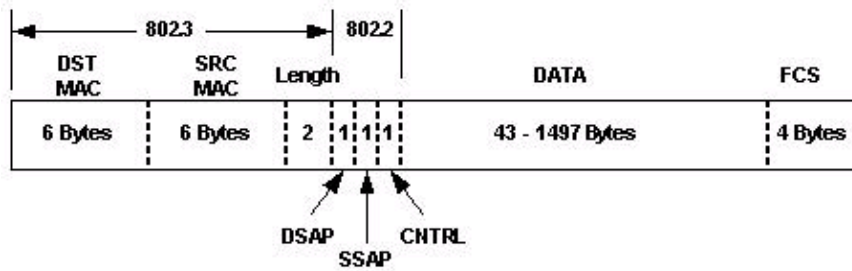 802.3 802.2
DST MAC SRC MAC Length DATA FCS
6 Bytes 6 Bytes 2 1 1 1 43 - 1497 Bytes 4 Bytes
DSAP SSAP CNTRL